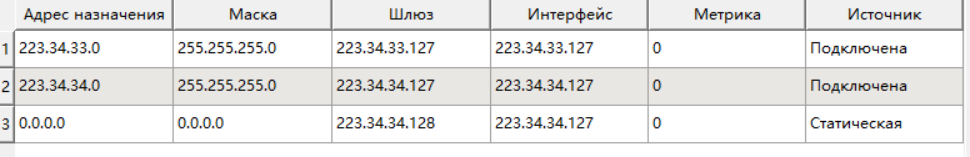 Адрес назначения Маска Шлюз Интерфейс Метрика Источник
1 223.34.33.0 255.255.255.0 223.34.33.127 223.34.33.127 0 Подключена
2 223.34.34.0 255.255.255.0 223.34.34.127 223.34.34.127 0 Подключена
3 0.0.0.0 0.0.0.0 223.34.34.128 223.34.34.127 0 Статическая